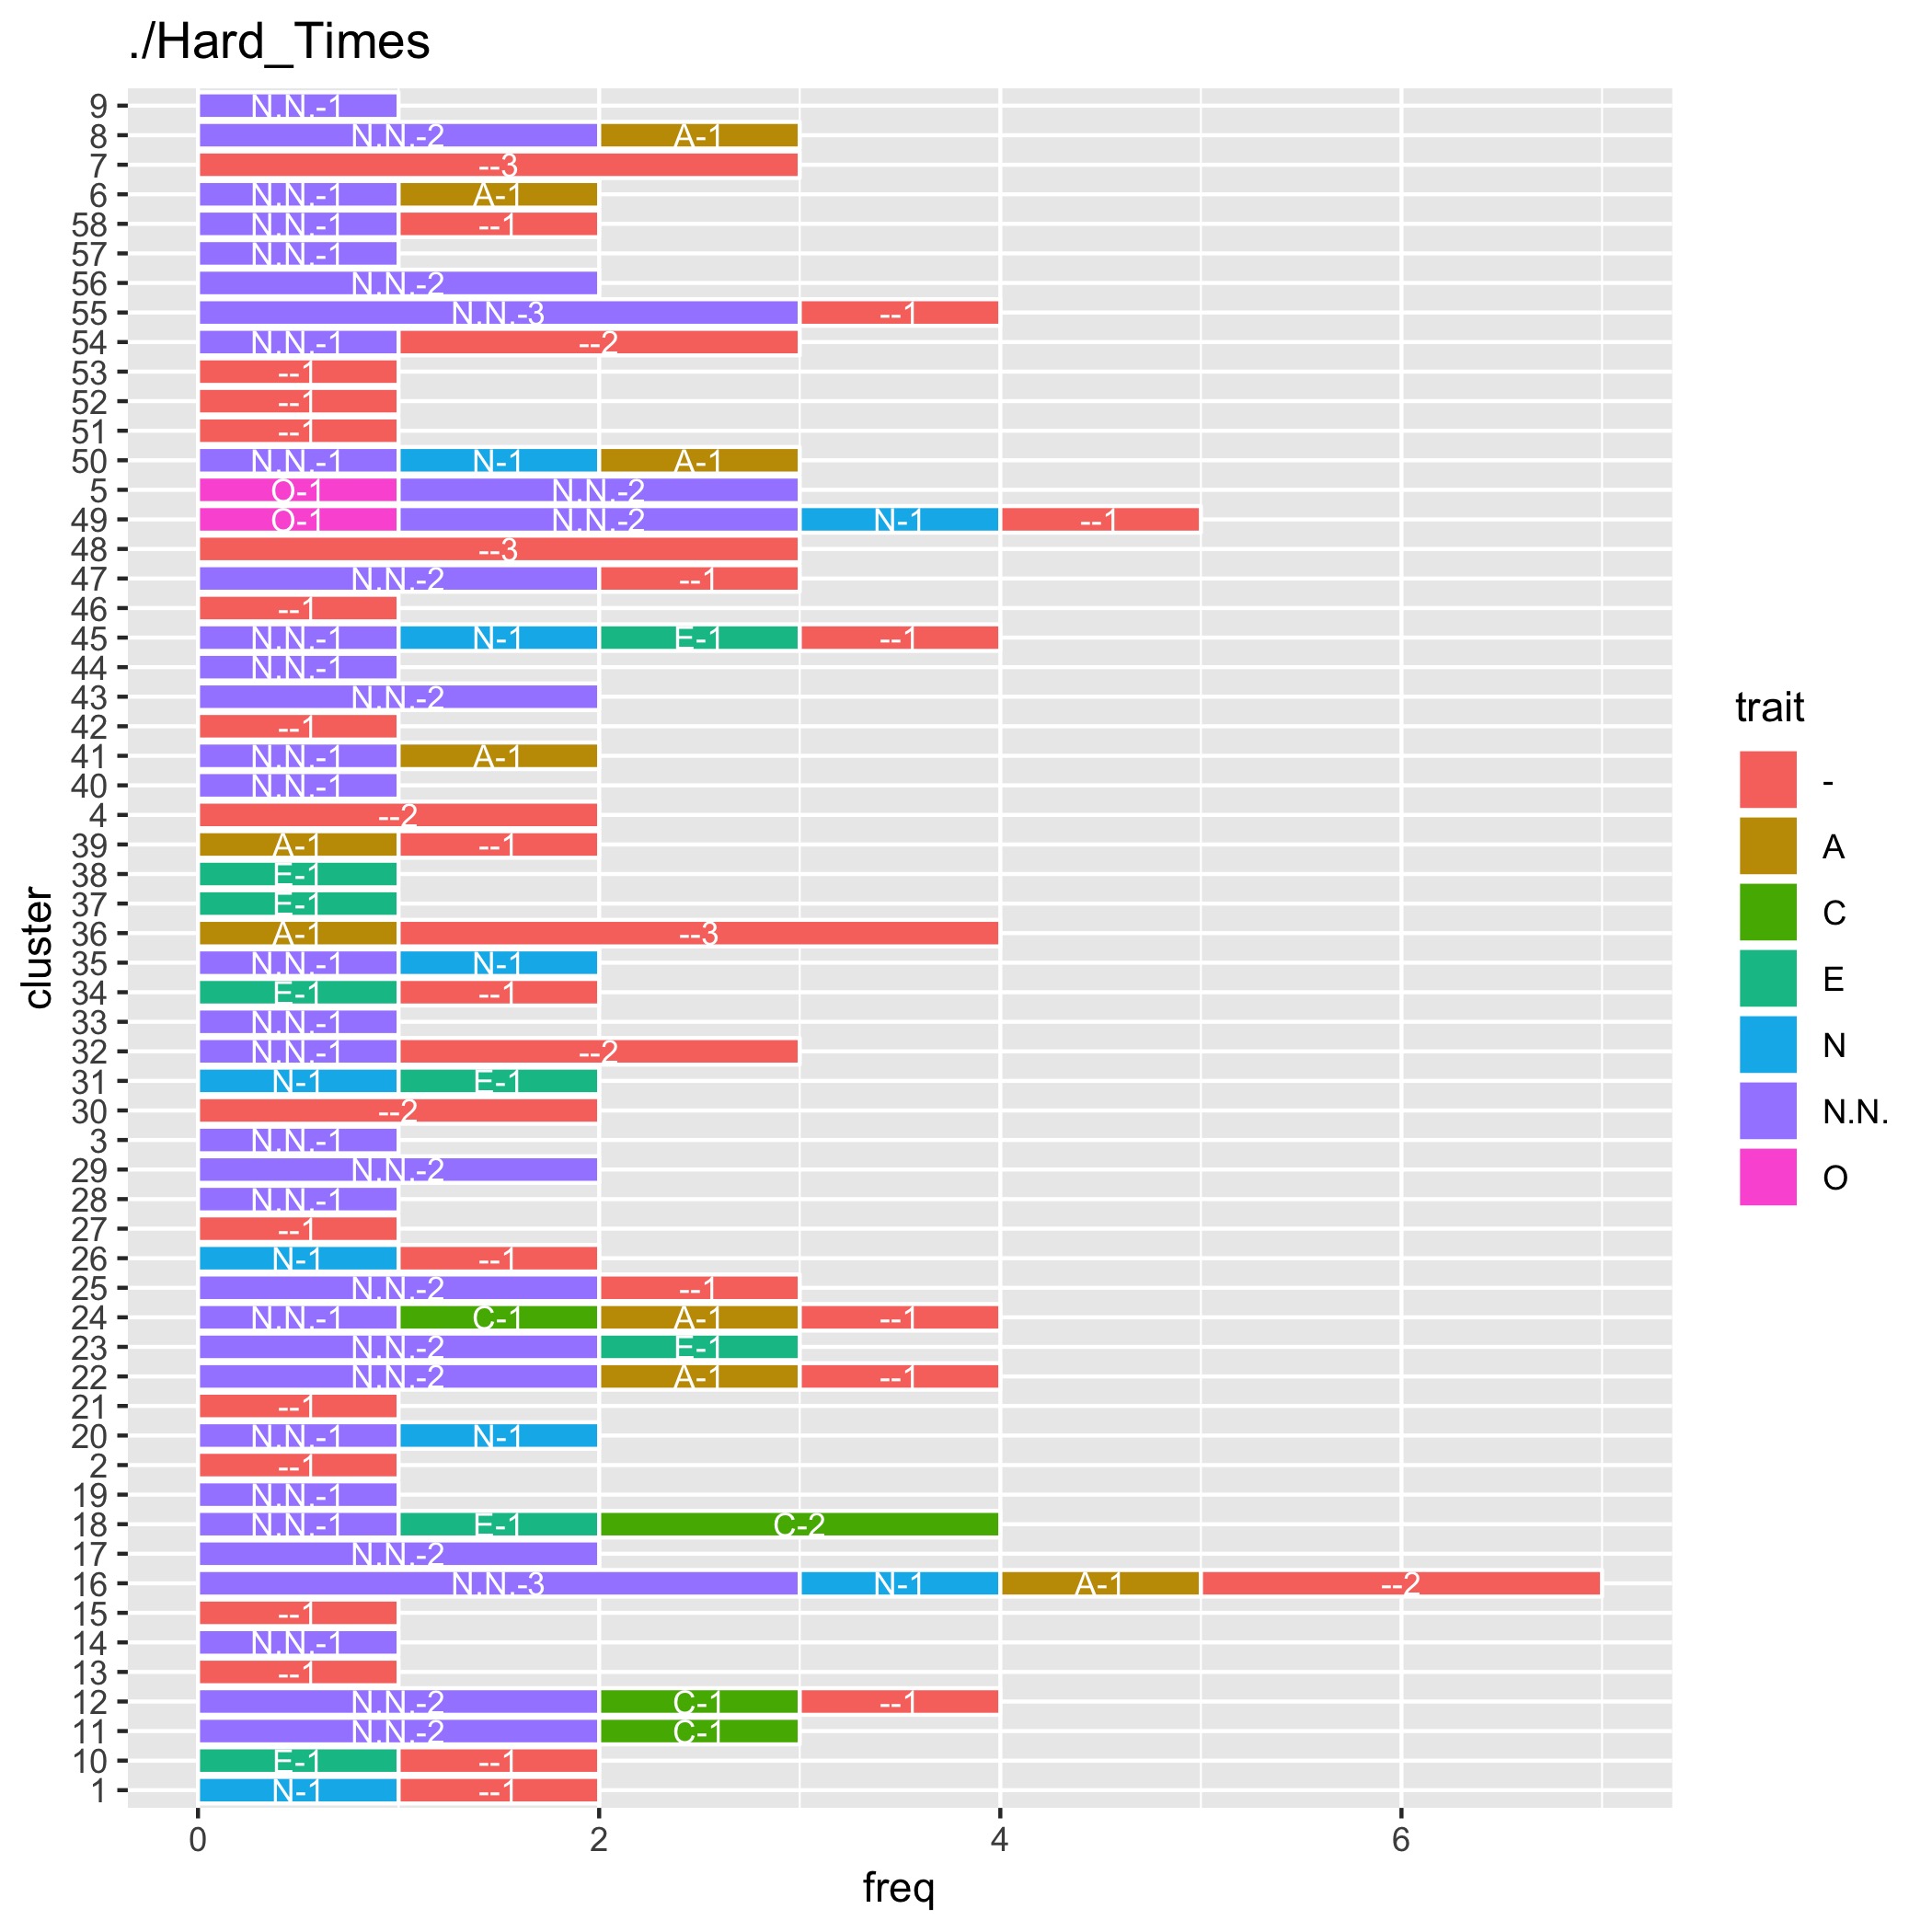 ./Hard_Times
9 N.N.-1
8 N.N.-2 A-1
7 --3
6 N.N.-1 A-1
58 N.N.-1 --1
57 N.N.-1
56 N.N.-2
55 N.N.-3 --1
54 N.N.-1 --2
53 --1
52 --1
51 --1
50 N.N.-1 N-1 A-1
5 O-1 N.N.-2
49 O-1 N.N.-2 N-1 --1
48 --3
47 N.N.-2 --1
46 --1
45 N.N.-1 N-1 E-1 --1
44 N.N.-1
43 N.N.-2
42 --1
41 N.N.-1 A-1
40 N.N.-1
4 --2
39 A-1 --1
38 E-1
37 E-1
36 A-1 --3
35 N.N.-1 N-1
34 E-1 --1
33 N.N.-1
32 N.N.-1 --2
31 N-1 E-1
30 --2
3 N.N.-1
29 N.N.-2
28 N.N.-1
27 --1
26 N-1 --1
25 N.N.-2 --1
24 N.N.-1 C-1 A-1 --1
23 N.N.-2 E-1
22 N.N.-2 A-1 --1
21 --1
20 N.N.-1 N-1
2 --1
19 N.N.-1
18 N.N.-1 E-1 C-2
17 N.N.-2
16 N.N.-3 N-1 A-1 --2
15 --1
14 N.N.-1
13 --1
12 N.N.-2 C-1 --1
11 N.N.-2 C-1
10 E-1 --1
1 N-1 --1
0 2 4 6
freq
cluster
trait
-
A
C
E
N
N.N.
O